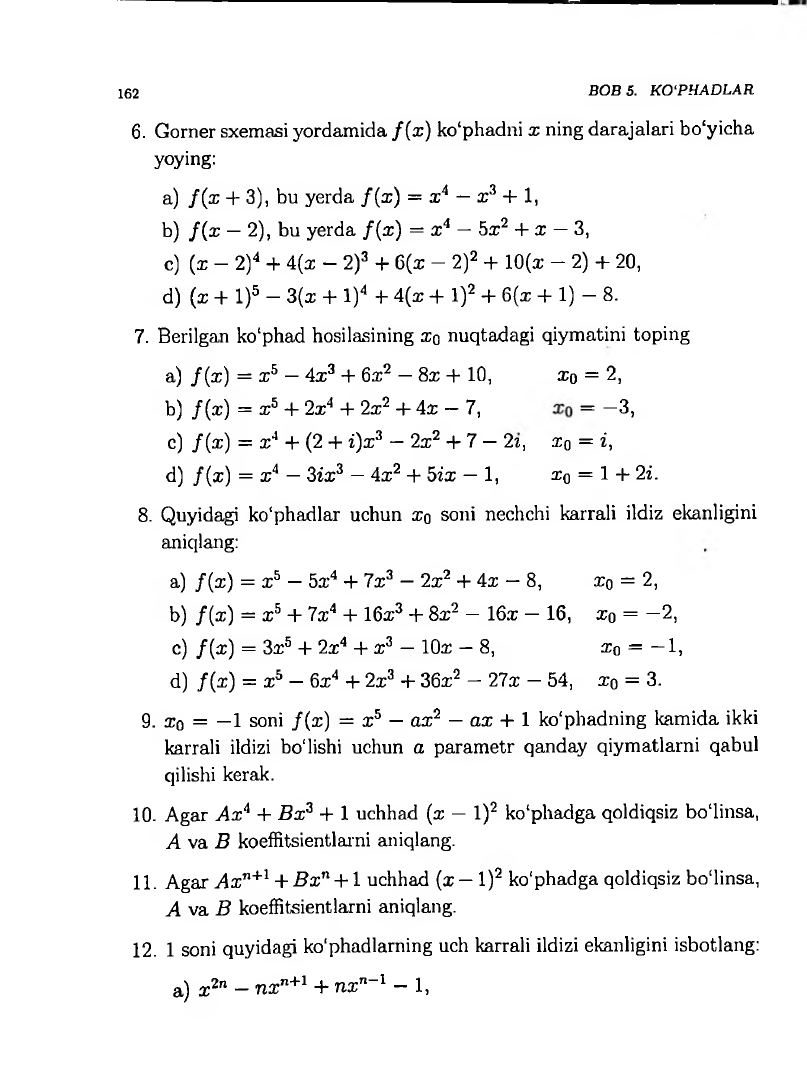 162 BOB 5. KO‘PHADLAR
6. Gorner sxemasi yordamida f(x) ko‘phadni x ning darajalari bo‘yicha
yoying:
a) f(x + 3), bu yerda f(x) = x⁴ − x³ + 1,
b) f(x − 2), bu yerda f(x) = x⁴ − 5x² + x − 3,
c) (x − 2)⁴ + 4(x − 2)³ + 6(x − 2)² + 10(x − 2) + 20,
d) (x + 1)⁵ − 3(x + 1)⁴ + 4(x + 1)² + 6(x + 1) − 8.
7. Berilgan ko‘phad hosilasining x₀ nuqtadagi qiymatini toping
a) f(x) = x⁵ − 4x³ + 6x² − 8x + 10, x₀ = 2,
b) f(x) = x⁵ + 2x⁴ + 2x² + 4x − 7, x₀ = −3,
c) f(x) = x⁴ + (2 + i)x³ − 2x² + 7 − 2i, x₀ = i,
d) f(x) = x⁴ − 3ix³ − 4x² + 5ix − 1, x₀ = 1 + 2i.
8. Quyidagi ko‘phadlar uchun x₀ soni nechchi karrali ildiz ekanligini
aniqlang:
a) f(x) = x⁵ − 5x⁴ + 7x³ − 2x² + 4x − 8, x₀ = 2,
b) f(x) = x⁵ + 7x⁴ + 16x³ + 8x² − 16x − 16, x₀ = −2,
c) f(x) = 3x⁵ + 2x⁴ + x³ − 10x − 8, x₀ = −1,
d) f(x) = x⁵ − 6x⁴ + 2x³ + 36x² − 27x − 54, x₀ = 3.
9. x₀ = −1 soni f(x) = x⁵ − ax² − ax + 1 ko‘phadning kamida ikki
karrali ildizi bo‘lishi uchun a parametr qanday qiymatlarni qabul
qilishi kerak.
10. Agar Ax⁴ + Bx³ + 1 uchhad (x − 1)² ko‘phadga qoldiqsiz bo‘linsa,
A va B koeffitsientlarni aniqlang.
11. Agar Axⁿ⁺¹ + Bxⁿ + 1 uchhad (x − 1)² ko‘phadga qoldiqsiz bo‘linsa,
A va B koeffitsientlarni aniqlang.
12. 1 soni quyidagi ko‘phadlarning uch karrali ildizi ekanligini isbotlang:
a) x²ⁿ − nxⁿ⁺¹ + nxⁿ⁻¹ − 1,